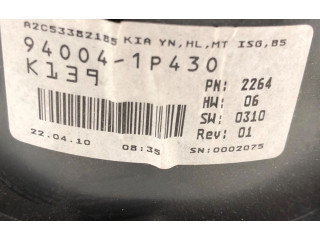 A2C53382185 KIA YN,HL,MT ISG,B5
94004-1P430
K139
PN: 2264
HW: 06
SW: 0310
Rev: 01
22.04.10 08:35 SN:0002075